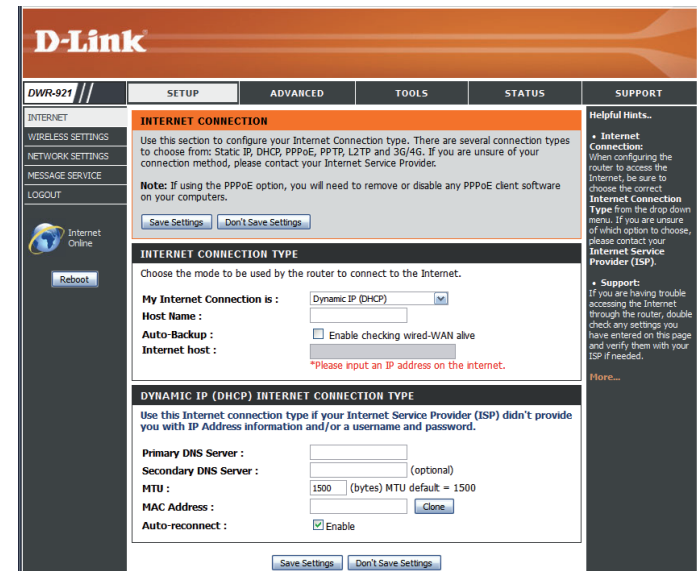 D-Link
DWR-921
SETUP
ADVANCED
TOOLS
STATUS
SUPPORT
INTERNET
WIRELESS SETTINGS
NETWORK SETTINGS
MESSAGE SERVICE
LOGOUT
Internet
Online
Reboot
INTERNET CONNECTION
Use this section to configure your Internet Connection type. There are several connection types
to choose from: Static IP, DHCP, PPPoE, PPTP, L2TP and 3G/4G. If you are unsure of your
connection method, please contact your Internet Service Provider.
Note: If using the PPPoE option, you will need to remove or disable any PPPoE client software
on your computers.
Save Settings Don't Save Settings
INTERNET CONNECTION TYPE
Choose the mode to be used by the router to connect to the Internet.
My Internet Connection is : Dynamic IP (DHCP)
Host Name :
Auto-Backup : Enable checking wired-WAN alive
Internet host :
*Please input an IP address on the internet.
DYNAMIC IP (DHCP) INTERNET CONNECTION TYPE
Use this Internet connection type if your Internet Service Provider (ISP) didn't provide
you with IP Address information and/or a username and password.
Primary DNS Server :
Secondary DNS Server : (optional)
MTU : 1500 (bytes) MTU default = 1500
MAC Address : Clone
Auto-reconnect : Enable
Save Settings Don't Save Settings
Helpful Hints..
• Internet
Connection:
When configuring the
router to access the
Internet, be sure to
choose the correct
Internet Connection
Type from the drop down
menu. If you are unsure
of which option to choose,
please contact your
Internet Service
Provider (ISP).
• Support:
If you are having trouble
accessing the Internet
through the router, double
check any settings you
have entered on this page
and verify them with your
ISP if needed.
More...